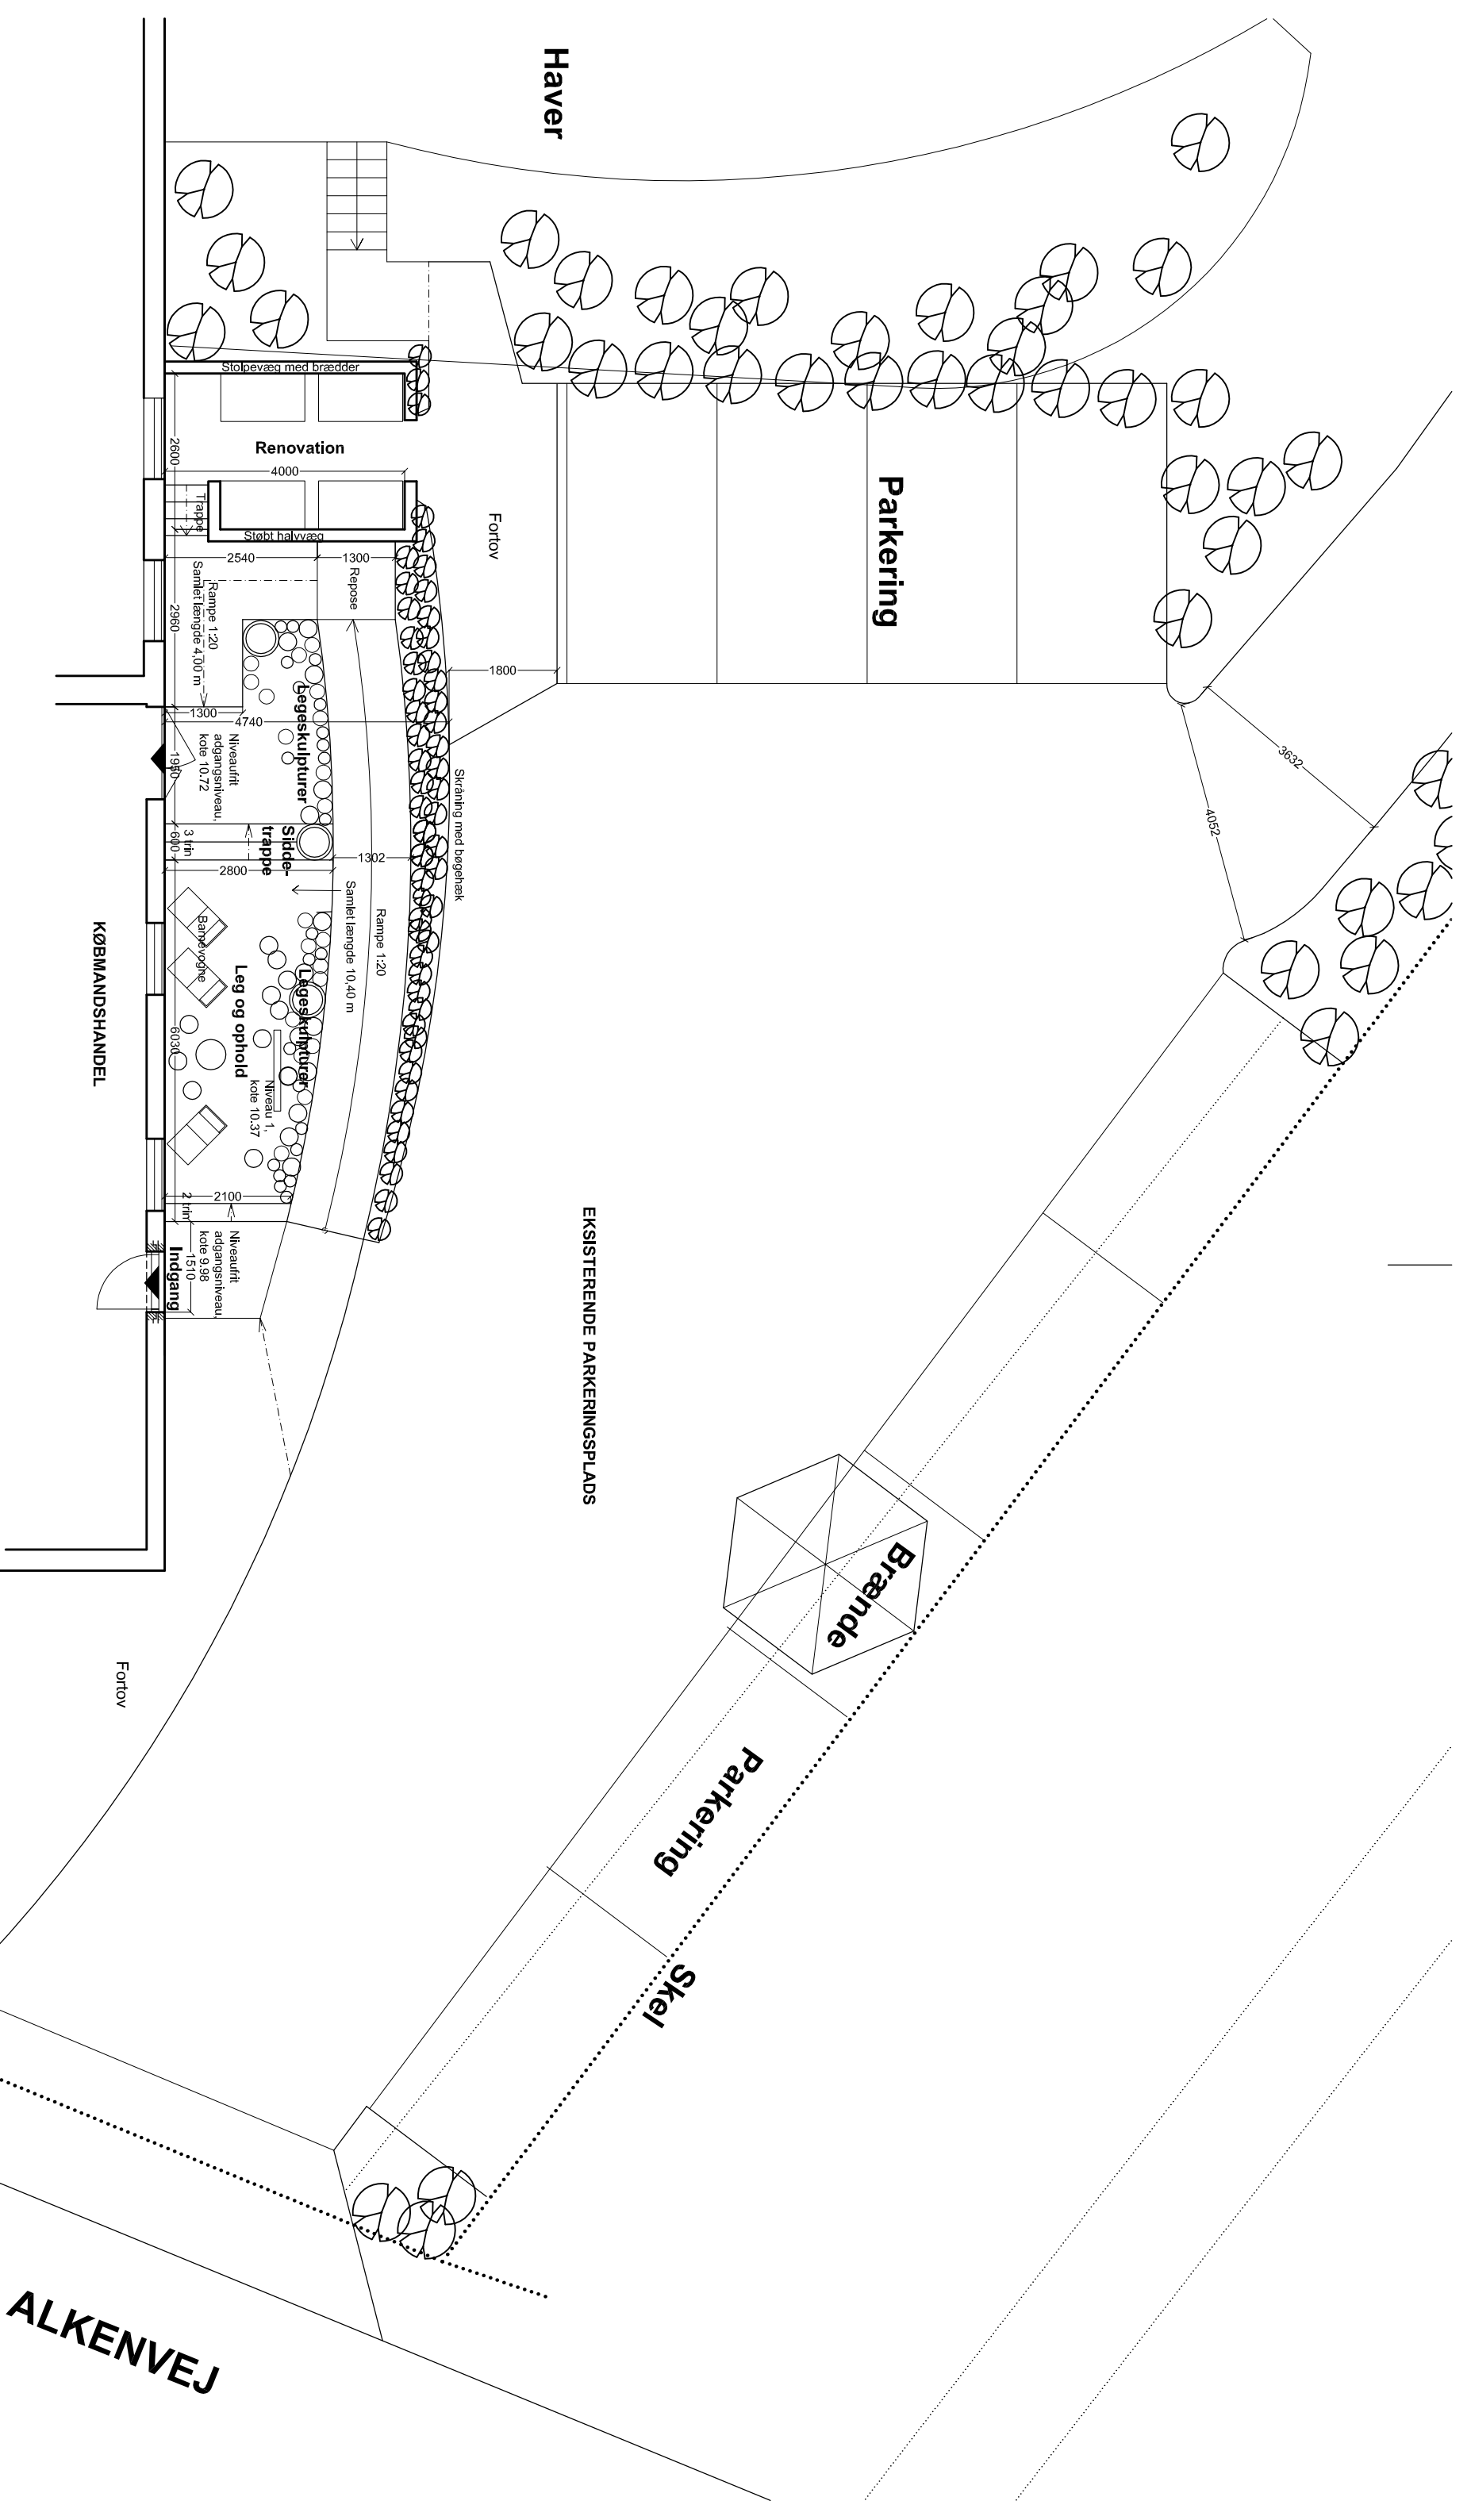 Haver
Stolpevæg med brædder
Renovation
2600
4000
Trappe
Støbt halvvæg
2540
1300
Fortov
Parkering
Repose
Rampe 1:20
Samlet længde 4,00 m
2960
1800
1300
4740
Legeskulpturer
Niveaufrit
adgangsniveau,
kote 10.72
1950
Skråning med bøgehæk
3632
4052
Sidde-
trappe
3 trin
600
2800
1302
Rampe 1:20
Samlet længde 10,40 m
KØBMANDSHANDEL
Barnevogne
Leg og ophold
Legeskulpturer
6030
Niveau 1,
kote 10.37
2100
2 trin
Niveaufrit
adgangsniveau,
kote 9.98
1510
Indgang
EKSISTERENDE PARKERINGSPLADS
Brænde
Fortov
Parkering
Skel
ALKENVEJ